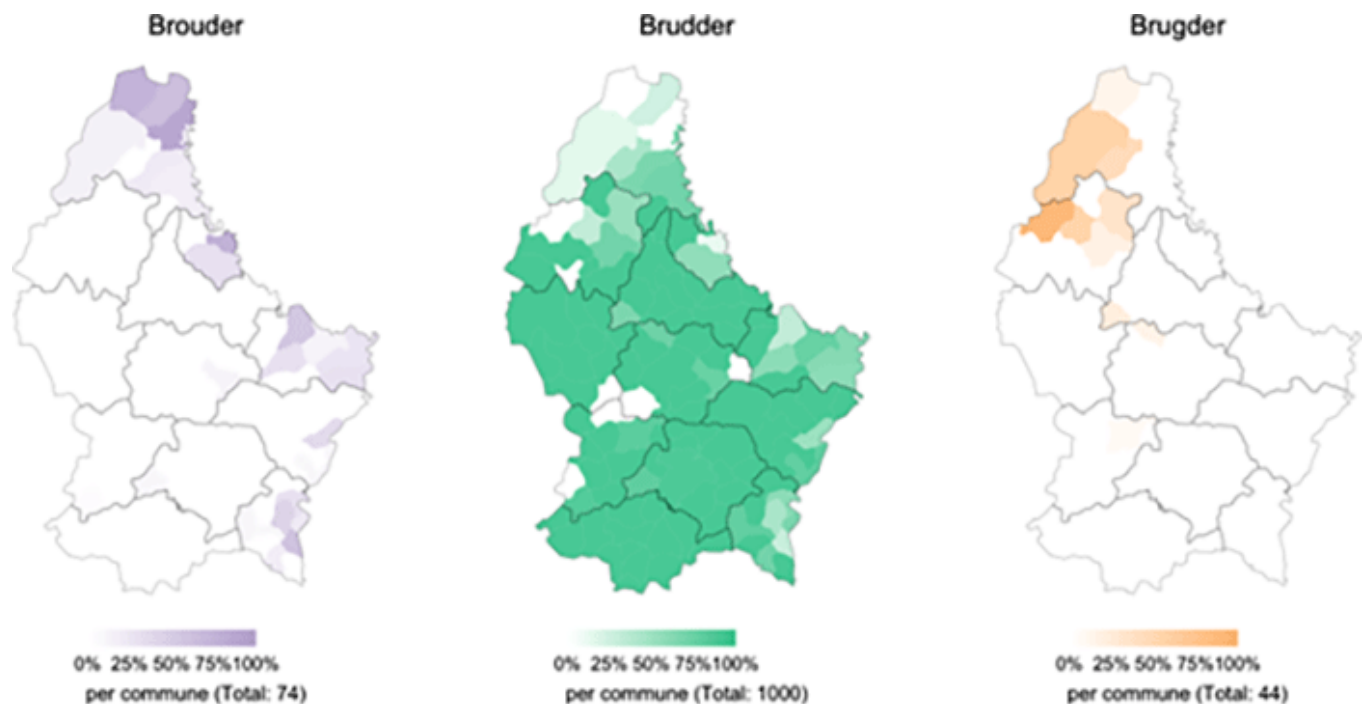 Brouder
Brudder
Brugder
0% 25% 50% 75%100%
per commune (Total: 74)
0% 25% 50% 75%100%
per commune (Total: 1000)
0% 25% 50% 75%100%
per commune (Total: 44)